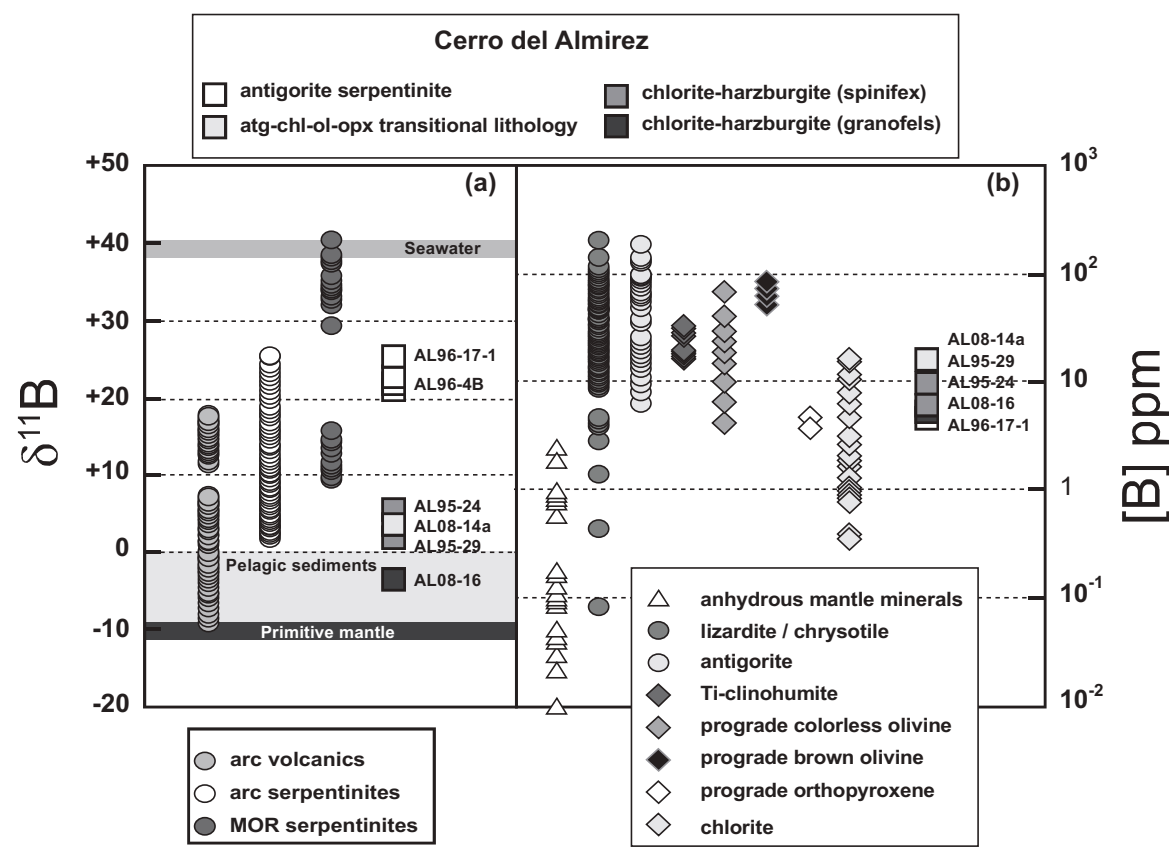 Cerro del Almirez
antigorite serpentinite
chlorite-harzburgite (spinifex)
atg-chl-ol-opx transitional lithology
chlorite-harzburgite (granofels)
δ11B
+50
+40
+30
+20
+10
0
-10
-20
(a)
Seawater
AL96-17-1
AL96-4B
AL95-24
AL08-14a
AL95-29
Pelagic sediments
AL08-16
Primitive mantle
(b)
AL08-14a
AL95-29
AL95-24
AL08-16
AL96-17-1
10³
10²
10
1
10⁻¹
10⁻²
[B] ppm
arc volcanics
arc serpentinites
MOR serpentinites
anhydrous mantle minerals
lizardite / chrysotile
antigorite
Ti-clinohumite
prograde colorless olivine
prograde brown olivine
prograde orthopyroxene
chlorite